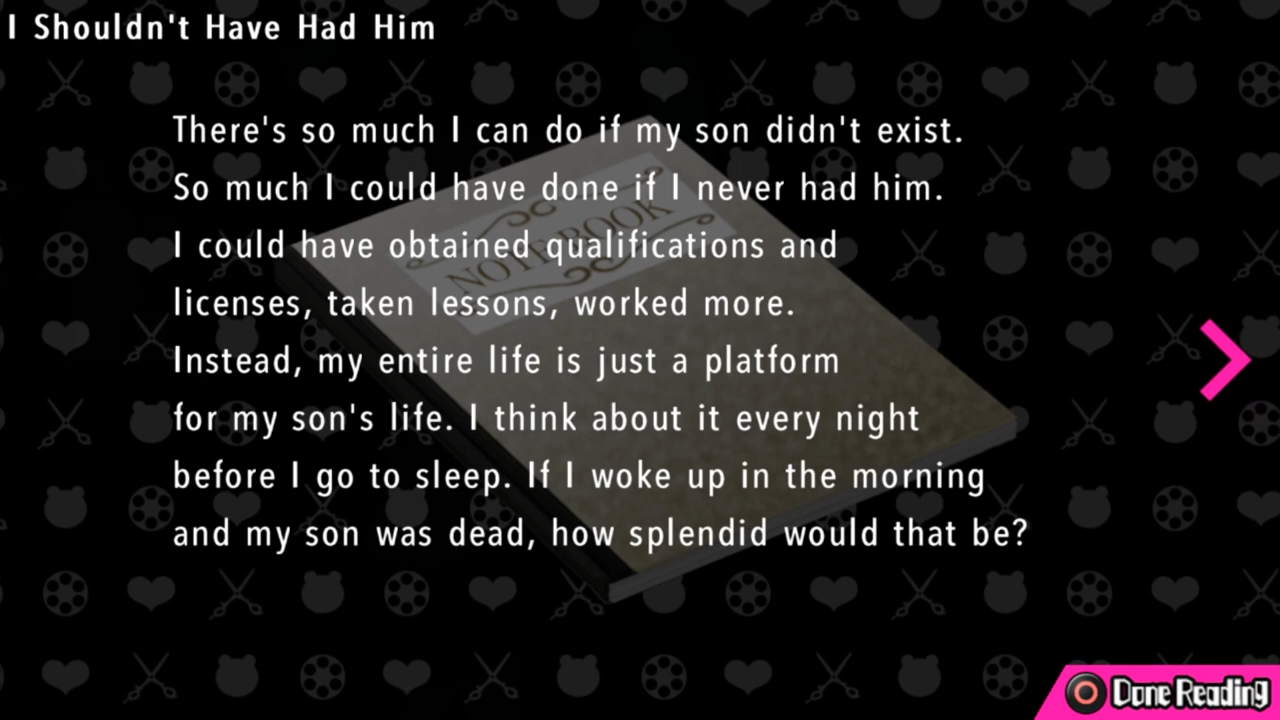 I Shouldn't Have Had Him
There's so much I can do if my son didn't exist.
So much I could have done if I never had him.
I could have obtained qualifications and
licenses, taken lessons, worked more.
Instead, my entire life is just a platform
for my son's life. I think about it every night
before I go to sleep. If I woke up in the morning
and my son was dead, how splendid would that be?
NOTEBOOK
Done Reading